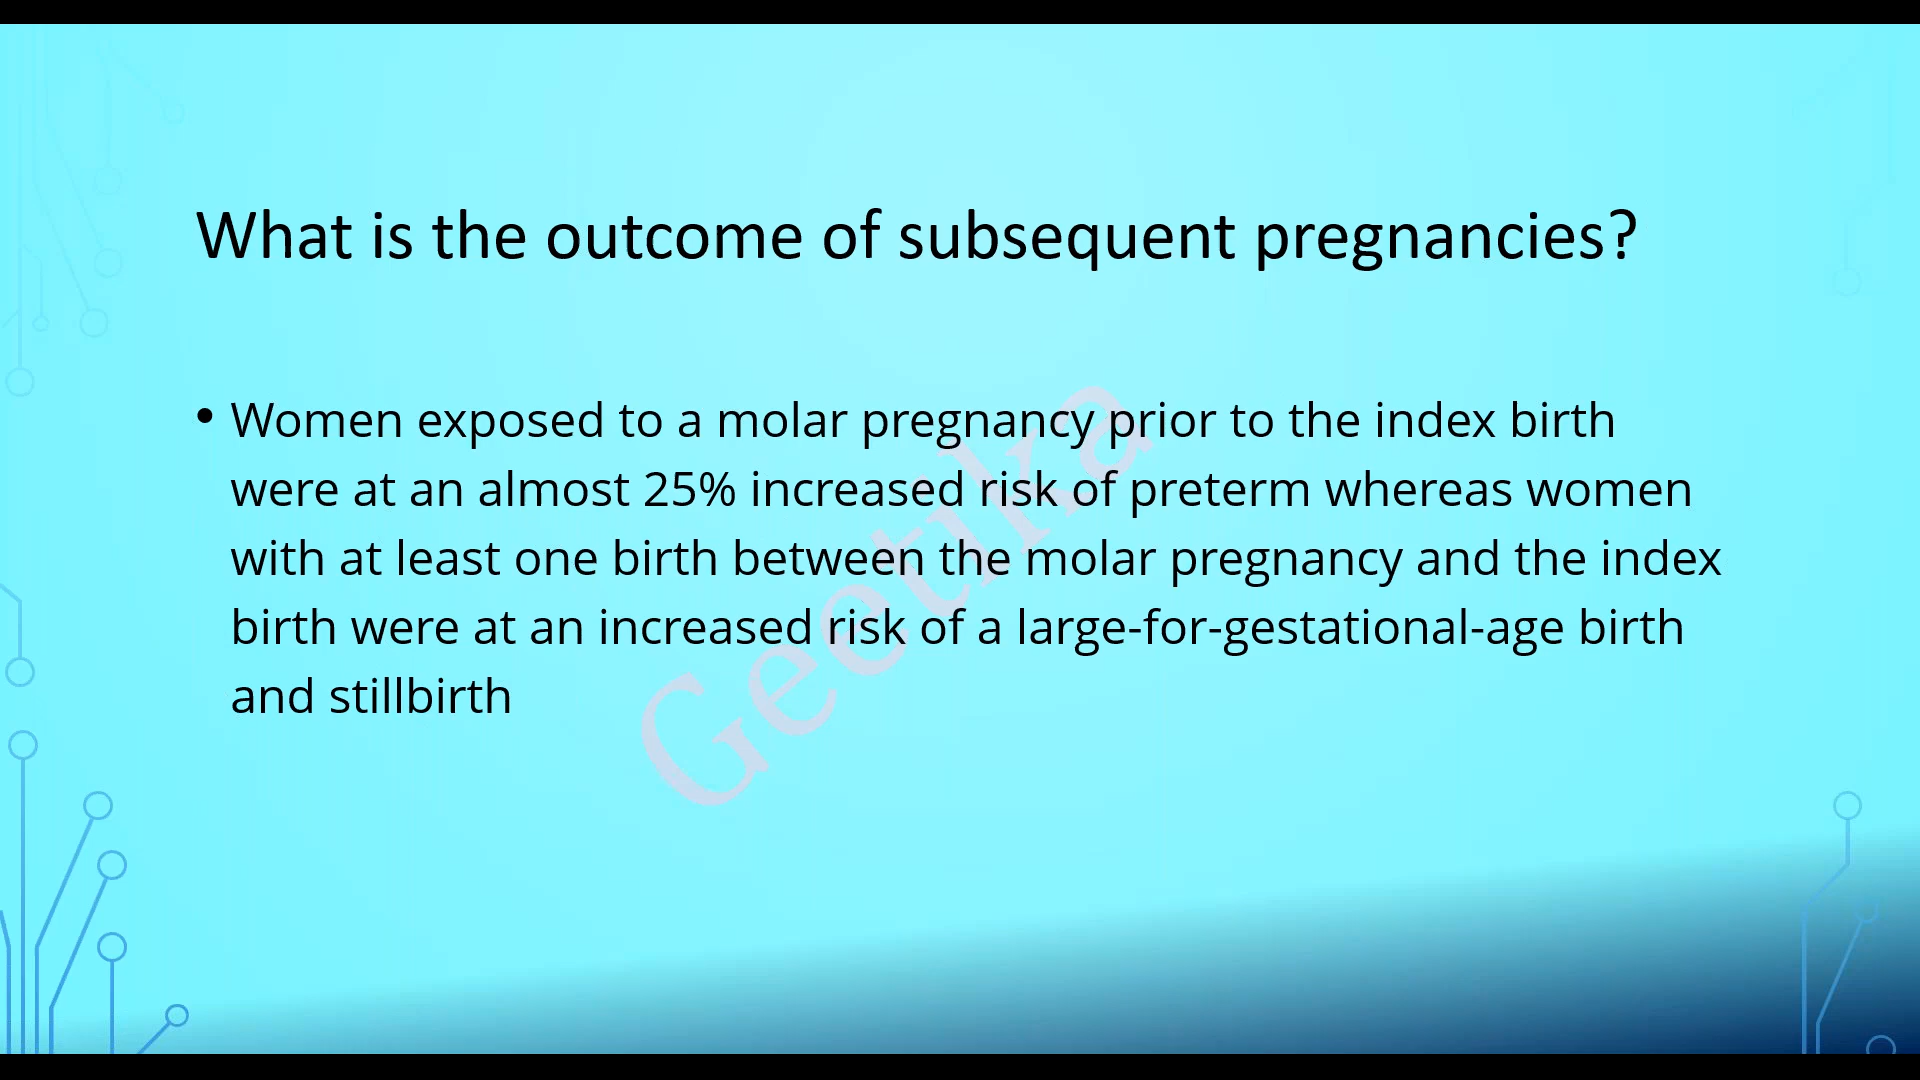 What is the outcome of subsequent pregnancies?
• Women exposed to a molar pregnancy prior to the index birth
were at an almost 25% increased risk of preterm whereas women
with at least one birth between the molar pregnancy and the index
birth were at an increased risk of a large-for-gestational-age birth
and stillbirth
Geetika